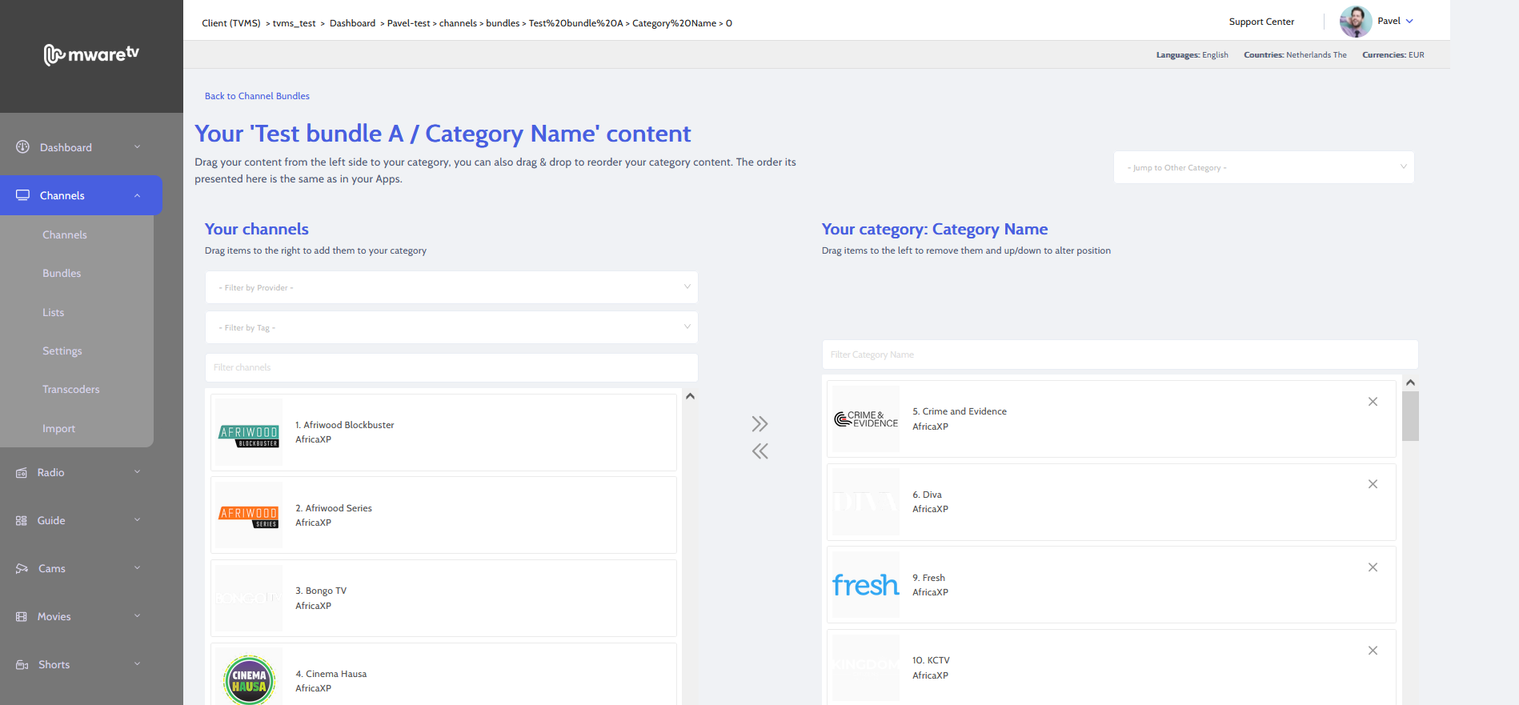 mwaretv
Client (TVMS) > tvms_test > Dashboard > Pavel-test > channels > bundles > Test%20bundle%20A > Category%20Name > 0
Support Center
Pavel
Languages: English Countries: Netherlands The Currencies: EUR
Dashboard
Channels
Channels
Bundles
Lists
Settings
Transcoders
Import
Radio
Guide
Cams
Movies
Shorts
Back to Channel Bundles
Your 'Test bundle A / Category Name' content
Drag your content from the left side to your category, you can also drag & drop to reorder your category content. The order its
presented here is the same as in your Apps.
- Jump to Other Category -
Your channels
Drag items to the right to add them to your category
- Filter by Provider -
- Filter by Tag -
Filter channels
AFRIWOOD
BLOCKBUSTER
1. Afriwood Blockbuster
AfricaXP
AFRIWOOD
SERIES
2. Afriwood Series
AfricaXP
3. Bongo TV
AfricaXP
CINEMA
HAUSA
4. Cinema Hausa
AfricaXP
Your category: Category Name
Drag items to the left to remove them and up/down to alter position
Filter Category Name
CRIME &
EVIDENCE
5. Crime and Evidence
AfricaXP
DIVA
6. Diva
AfricaXP
fresh
9. Fresh
AfricaXP
KINGDOM
10. KCTV
AfricaXP